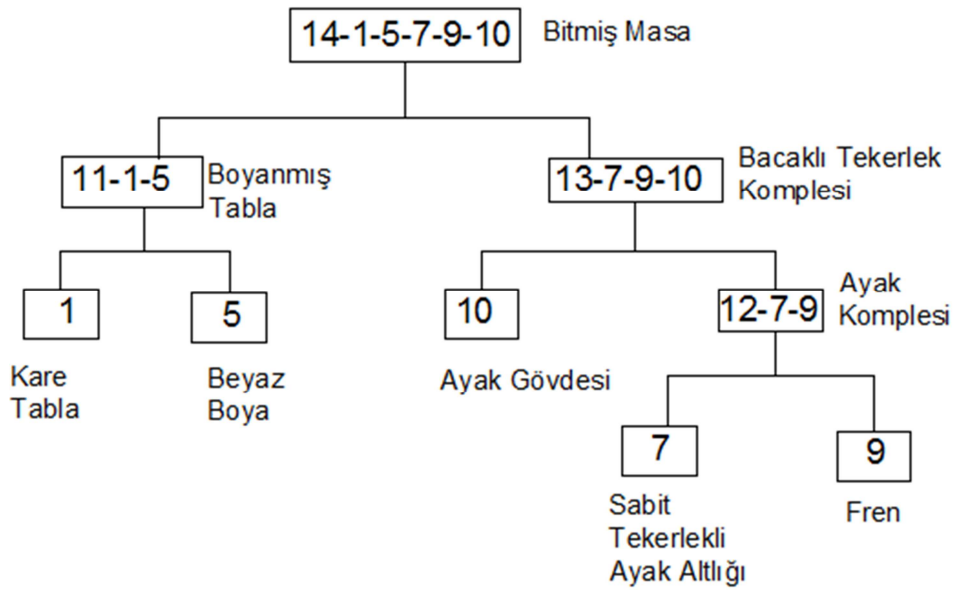 14-1-5-7-9-10
Bitmiş Masa
11-1-5
Boyanmış
Tabla
13-7-9-10
Bacaklı Tekerlek
Komplesi
1
Kare
Tabla
5
Beyaz
Boya
10
Ayak Gövdesi
12-7-9
Ayak
Komplesi
7
Sabit
Tekerlekli
Ayak Altlığı
9
Fren